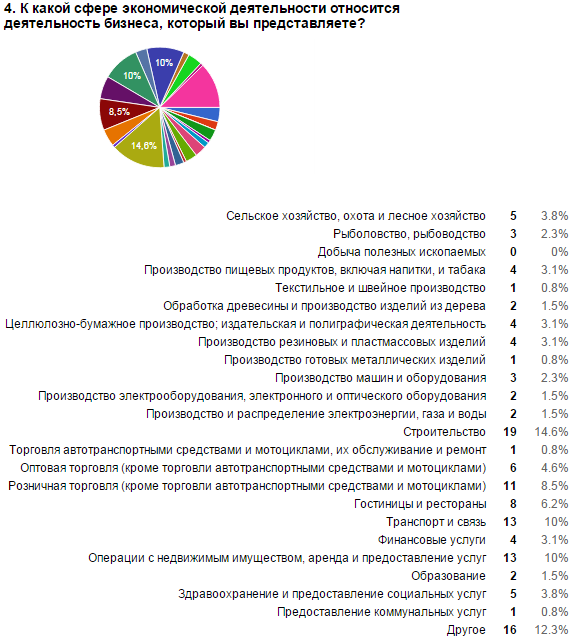 4. К какой сфере экономической деятельности относится
деятельность бизнеса, который вы представляете?
10%
10%
8,5%
14,6%
Сельское хозяйство, охота и лесное хозяйство 5 3.8%
Рыболовство, рыбоводство 3 2.3%
Добыча полезных ископаемых 0 0%
Производство пищевых продуктов, включая напитки, и табака 4 3.1%
Текстильное и швейное производство 1 0.8%
Обработка древесины и производство изделий из дерева 2 1.5%
Целлюлозно-бумажное производство; издательская и полиграфическая деятельность 4 3.1%
Производство резиновых и пластмассовых изделий 4 3.1%
Производство готовых металлических изделий 1 0.8%
Производство машин и оборудования 3 2.3%
Производство электрооборудования, электронного и оптического оборудования 2 1.5%
Производство и распределение электроэнергии, газа и воды 2 1.5%
Строительство 19 14.6%
Торговля автотранспортными средствами и мотоциклами, их обслуживание и ремонт 1 0.8%
Оптовая торговля (кроме торговли автотранспортными средствами и мотоциклами) 6 4.6%
Розничная торговля (кроме торговли автотранспортными средствами и мотоциклами) 11 8.5%
Гостиницы и рестораны 8 6.2%
Транспорт и связь 13 10%
Финансовые услуги 4 3.1%
Операции с недвижимым имуществом, аренда и предоставление услуг 13 10%
Образование 2 1.5%
Здравоохранение и предоставление социальных услуг 5 3.8%
Предоставление коммунальных услуг 1 0.8%
Другое 16 12.3%